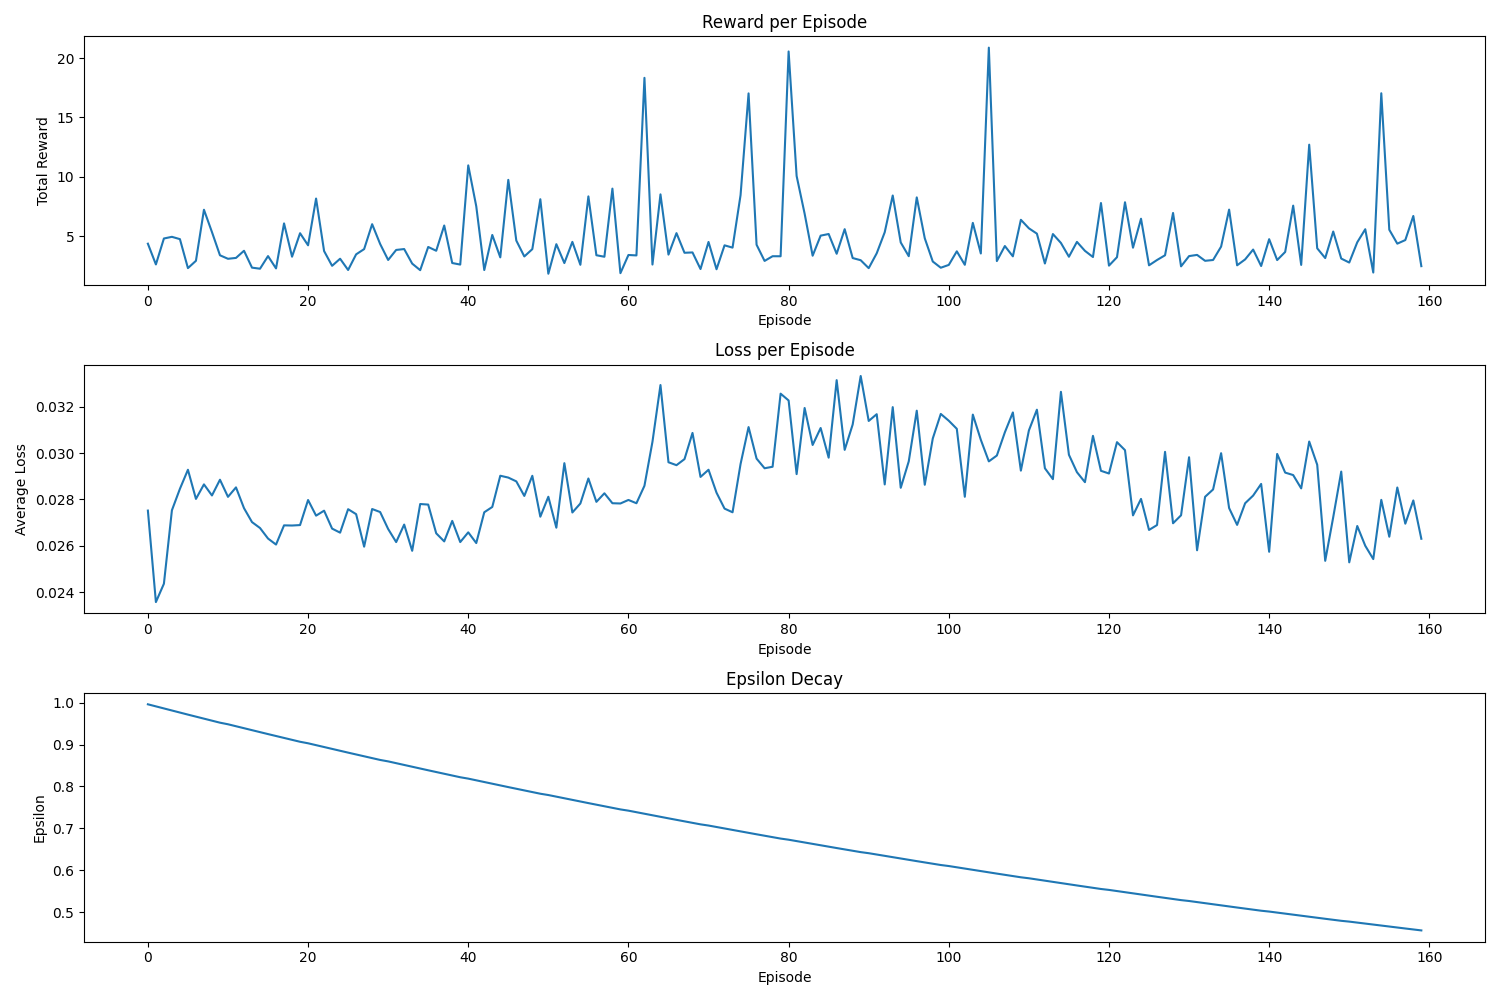 Reward per Episode
Total Reward
20
15
10
5
0 20 40 60 80 100 120 140 160
Episode
Loss per Episode
Average Loss
0.032
0.030
0.028
0.026
0.024
0 20 40 60 80 100 120 140 160
Episode
Epsilon Decay
Epsilon
1.0
0.9
0.8
0.7
0.6
0.5
0 20 40 60 80 100 120 140 160
Episode